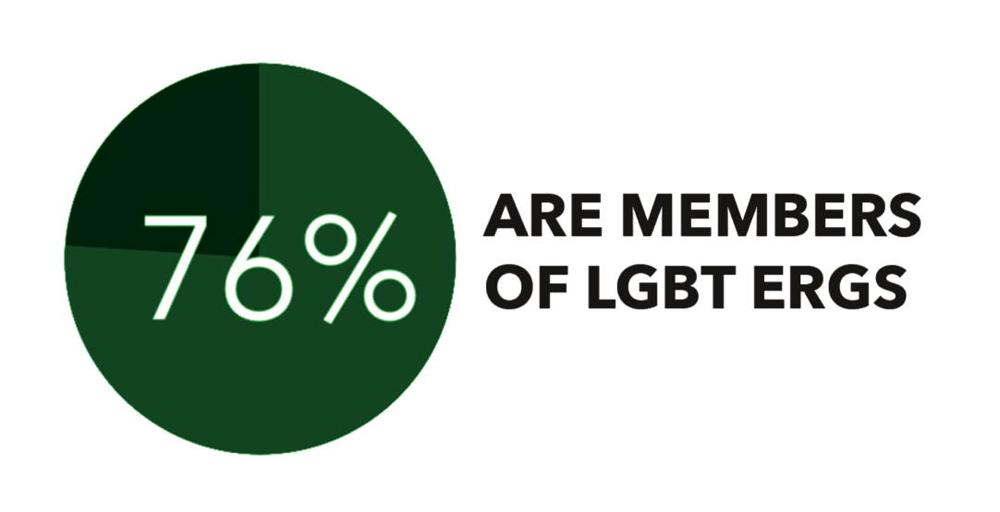 76%
ARE MEMBERS
OF LGBT ERGS